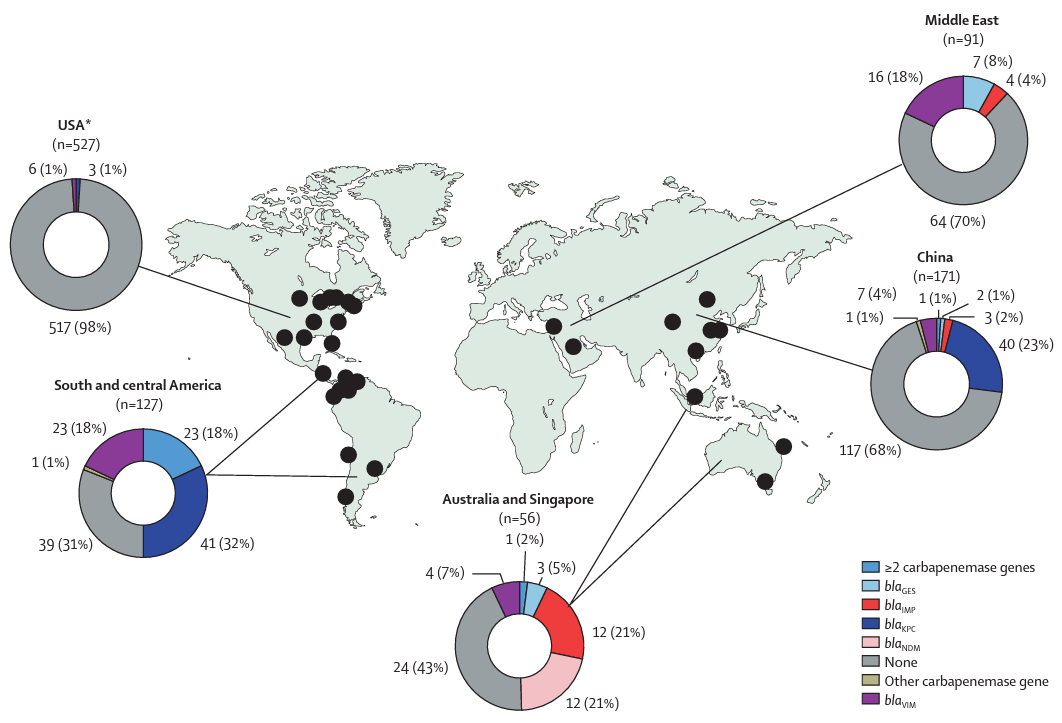 Middle East
(n=91)
16 (18%)
7 (8%)
4 (4%)
64 (70%)
USA*
(n=527)
6 (1%)
3 (1%)
517 (98%)
China
(n=171)
7 (4%)
1 (1%)
2 (1%)
1 (1%)
3 (2%)
40 (23%)
117 (68%)
South and central America
(n=127)
23 (18%)
23 (18%)
1 (1%)
39 (31%)
41 (32%)
Australia and Singapore
(n=56)
1 (2%)
4 (7%)
3 (5%)
12 (21%)
24 (43%)
12 (21%)
≥2 carbapenemase genes
blaGES
blaIMP
blaKPC
blaNDM
None
Other carbapenemase gene
blaVIM